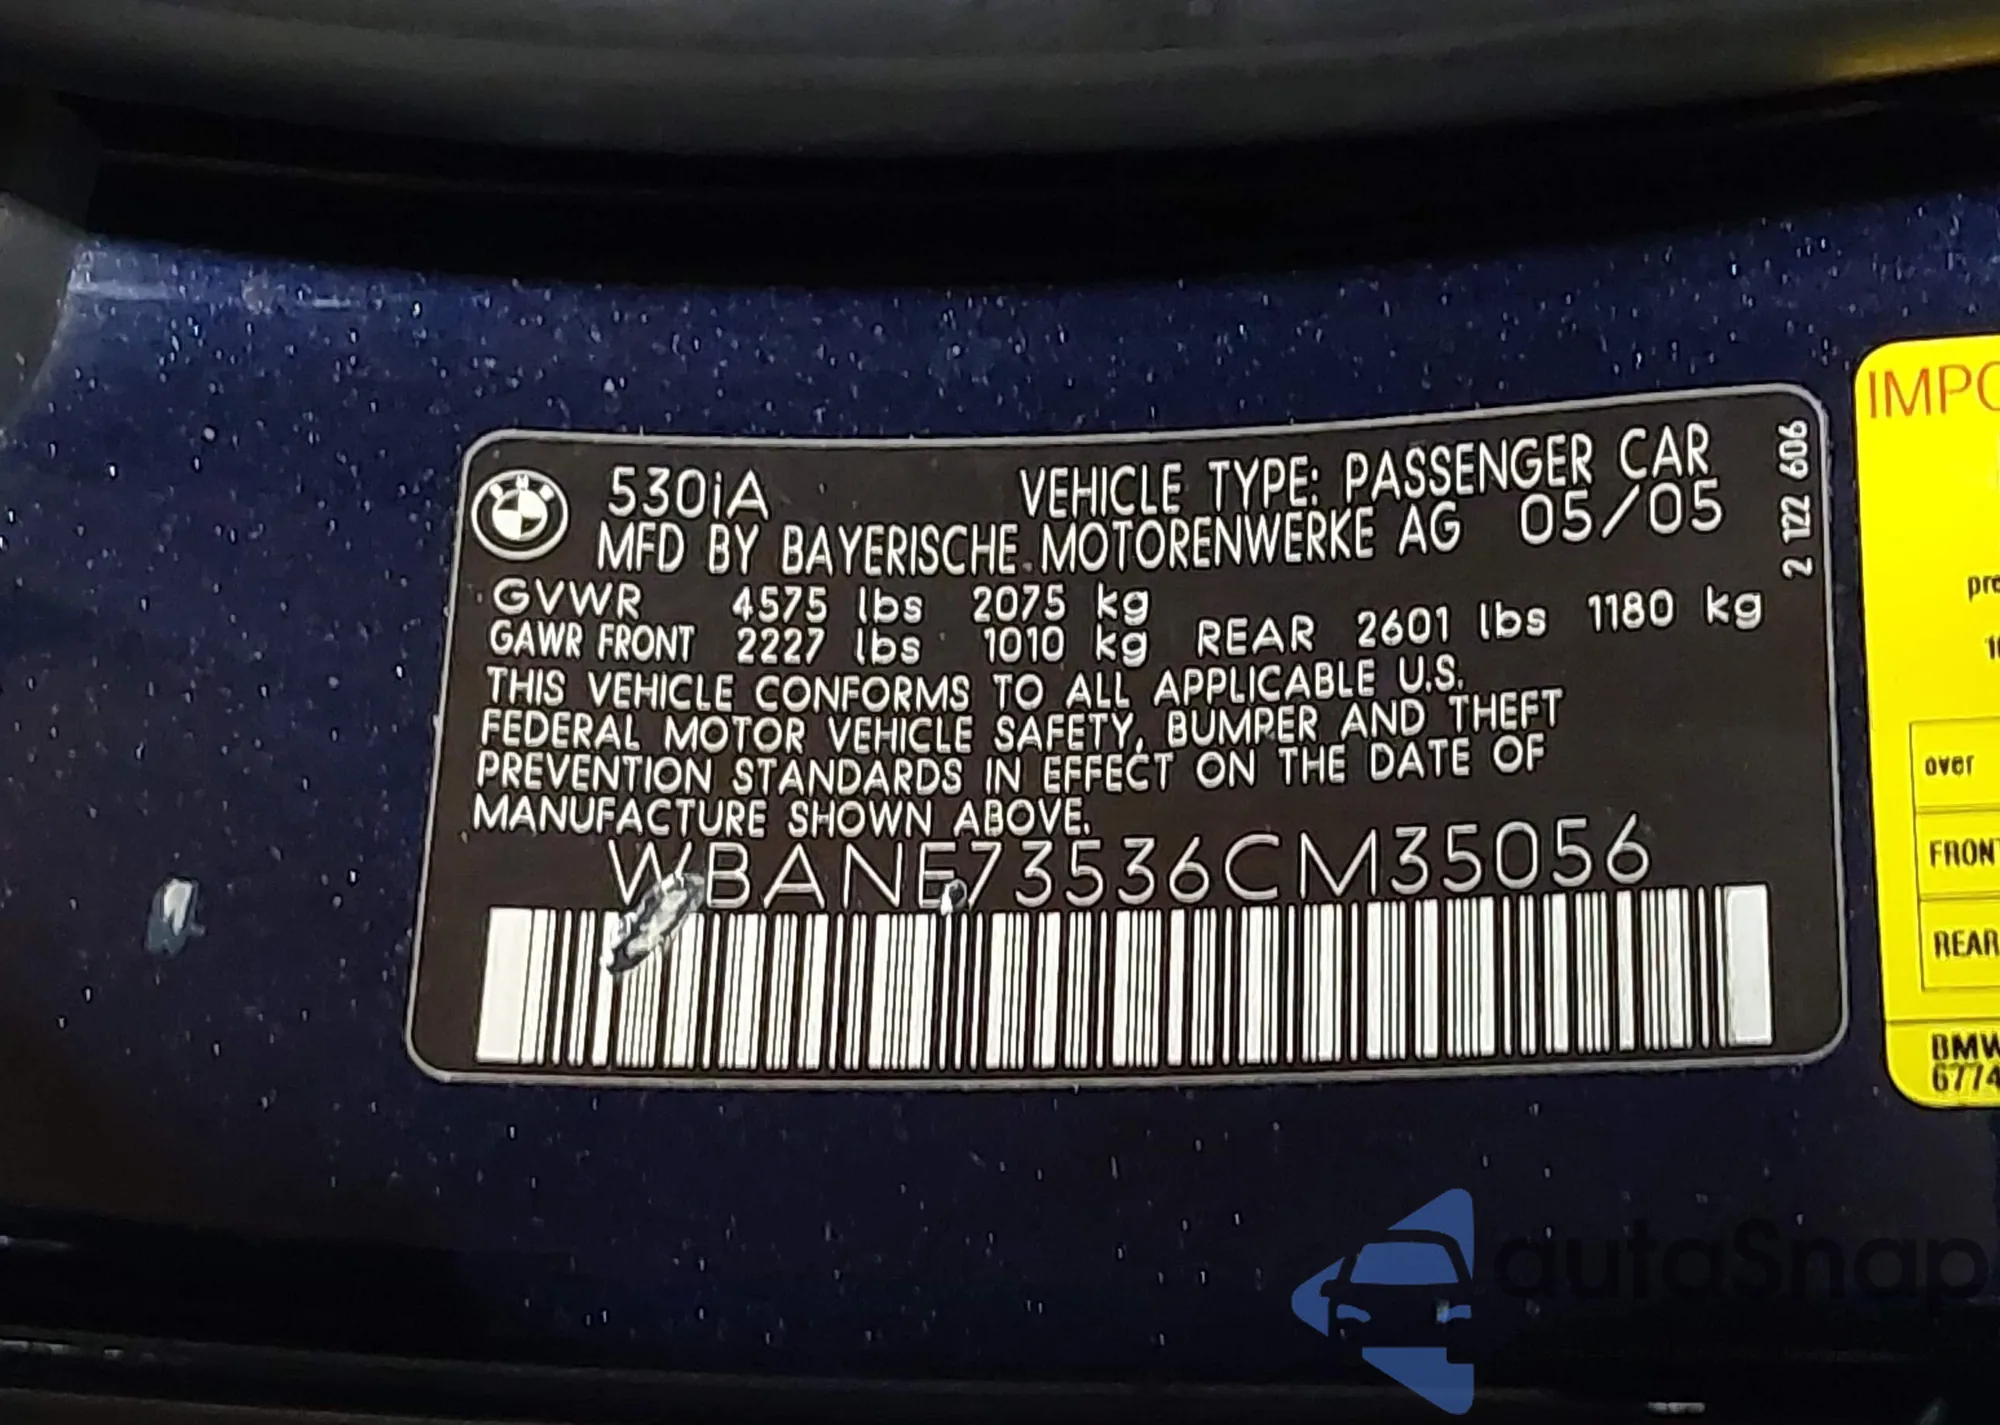 530iA VEHICLE TYPE: PASSENGER CAR
MFD BY BAYERISCHE MOTORENWERKE AG 05/05
GVWR 4575 lbs 2075 kg
GAWR FRONT 2227 lbs 1010 kg REAR 2601 lbs 1180 kg
THIS VEHICLE CONFORMS TO ALL APPLICABLE U.S.
FEDERAL MOTOR VEHICLE SAFETY, BUMPER AND THEFT
PREVENTION STANDARDS IN EFFECT ON THE DATE OF
MANUFACTURE SHOWN ABOVE.
WBANE73536CM35056
2 122 606
IMPO
pre
over
FRONT
REAR
BMW
6774
autoSnap